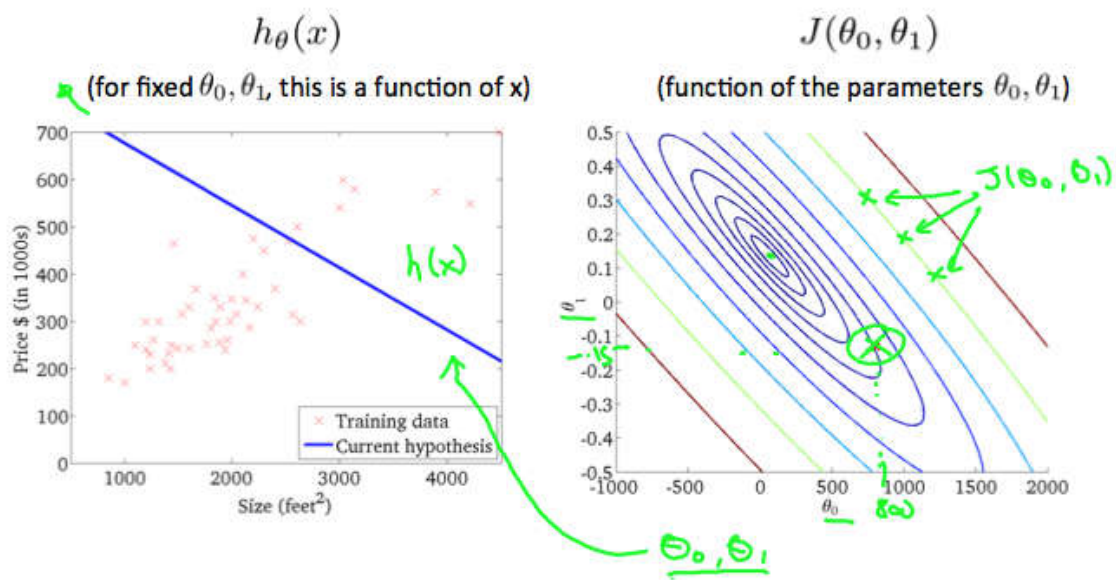 hθ(x)
(for fixed θ0, θ1, this is a function of x)
700
600
500
400
300
200
100
0
Price $ (in 100s)
1000
2000
3000
4000
Size (feet²)
Training data
Current hypothesis
h(x)
J(θ0, θ1)
(function of the parameters θ0, θ1)
0.5
0.4
0.3
0.2
0.1
0
-0.1
-0.2
-0.3
-0.4
-0.5
θ1
-.15
-1000
-500
0
500
1000
1500
2000
θ0
800
J(θ0, θ1)
θ0, θ1